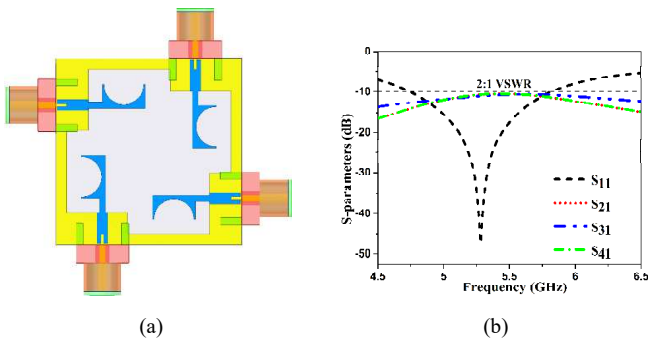 0
-10
-20
-30
-40
-50
S-parameters (dB)
2:1 VSWR
S11
S21
S31
S41
4.5 5 5.5 6 6.5
Frequency (GHz)
(a) (b)